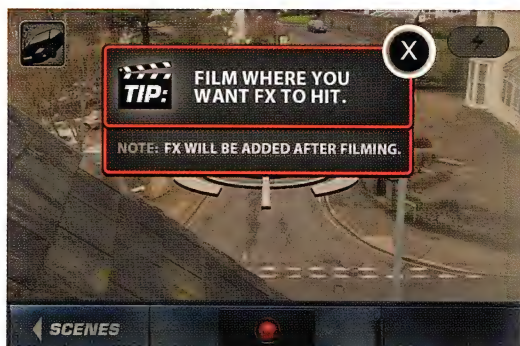 X
TIP:
FILM WHERE YOU
WANT FX TO HIT.
NOTE: FX WILL BE ADDED AFTER FILMING.
SCENES